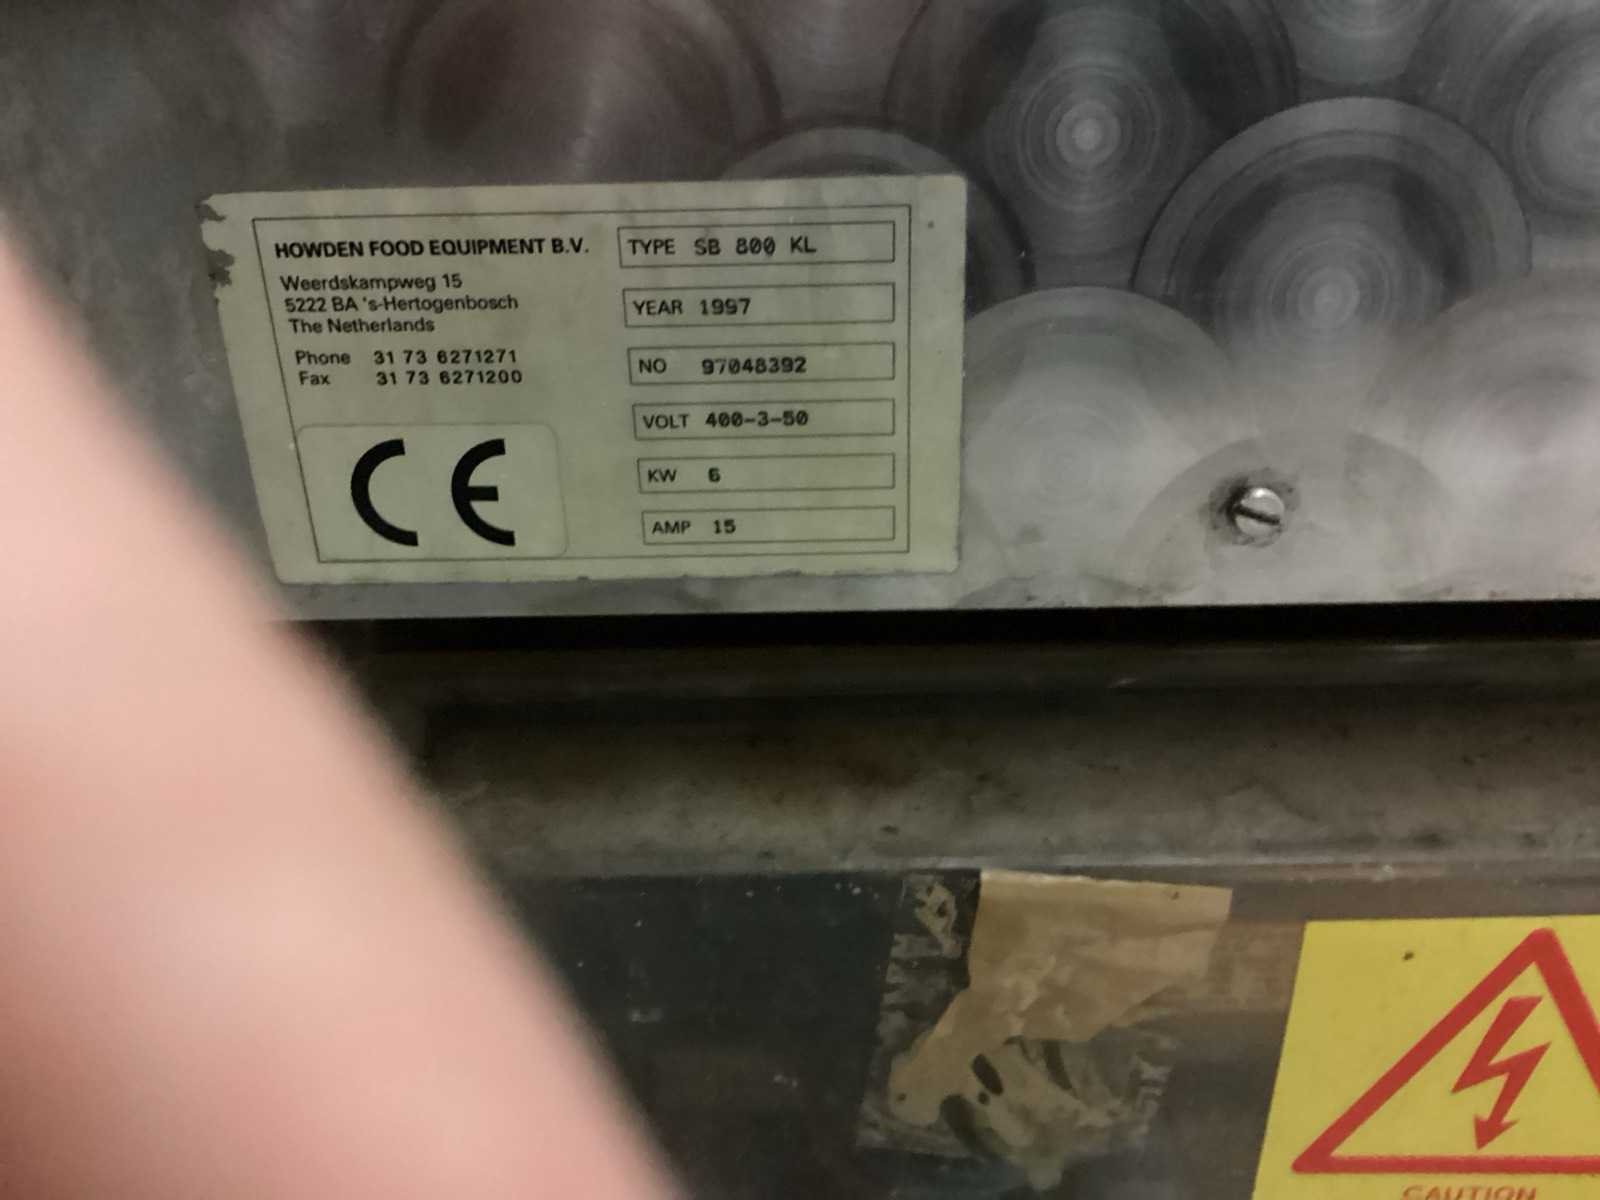 HOWDEN FOOD EQUIPMENT B.V.
Weerdskampweg 15
5222 BA 's-Hertogenbosch
The Netherlands
Phone 31 73 6271271
Fax 31 73 6271200
CE
TYPE SB 800 KL
YEAR 1997
NO 97048392
VOLT 400-3-50
KW 6
AMP 15
CAUTION